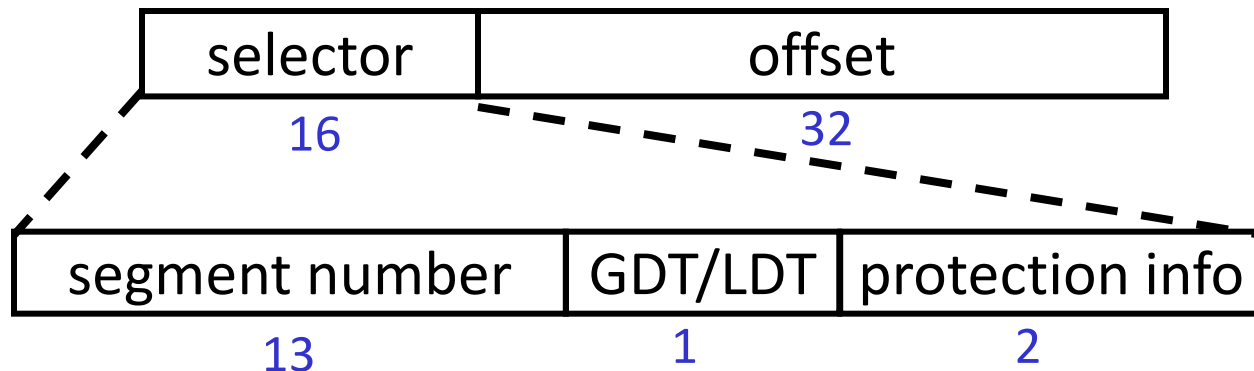 selector offset
16 32
segment number GDT/LDT protection info
13 1 2